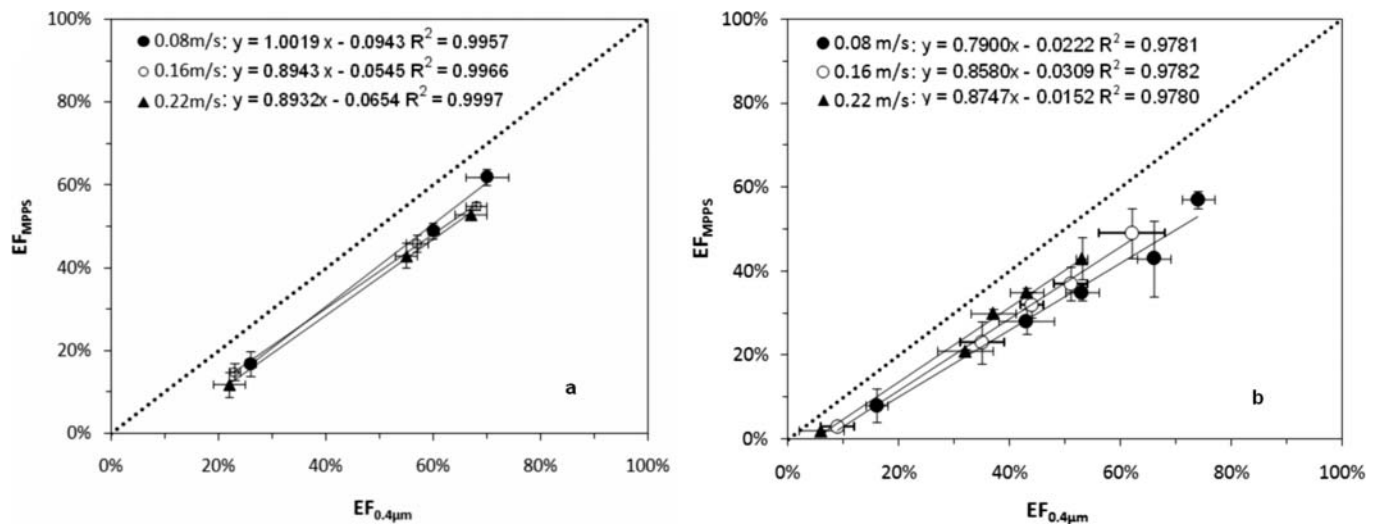 100%
● 0.08m/s: y = 1.0019 x - 0.0943 R² = 0.9957
○ 0.16m/s: y = 0.8943 x - 0.0545 R² = 0.9966
▲ 0.22m/s: y = 0.8932x - 0.0654 R² = 0.9997
80%
60%
40%
20%
0%
EF_MPPS
a
0% 20% 40% 60% 80% 100%
EF_0.4µm
100%
● 0.08 m/s: y = 0.7900x - 0.0222 R² = 0.9781
○ 0.16 m/s: y = 0.8580x - 0.0309 R² = 0.9782
▲ 0.22 m/s: y = 0.8747x - 0.0152 R² = 0.9780
80%
60%
40%
20%
0%
EF_MPPS
b
0% 20% 40% 60% 80% 100%
EF_0.4µm